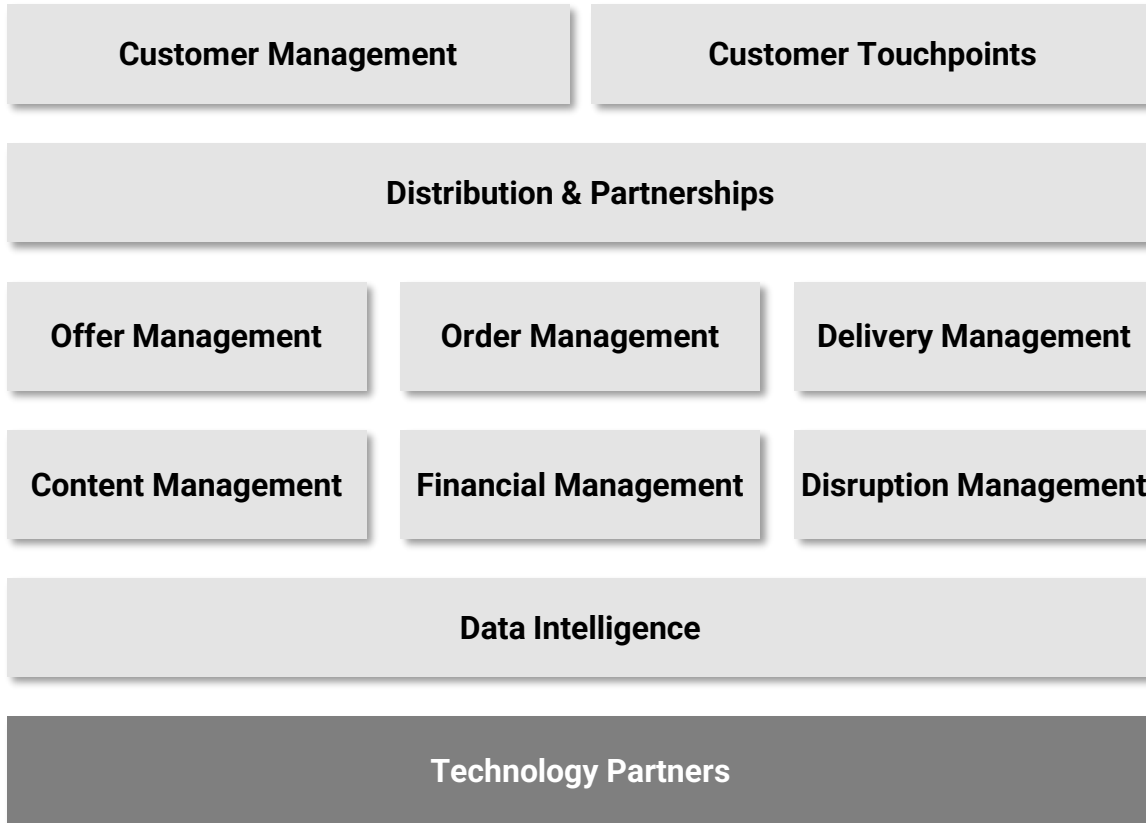 Customer Management
Customer Touchpoints
Distribution & Partnerships
Offer Management
Order Management
Delivery Management
Content Management
Financial Management
Disruption Management
Data Intelligence
Technology Partners